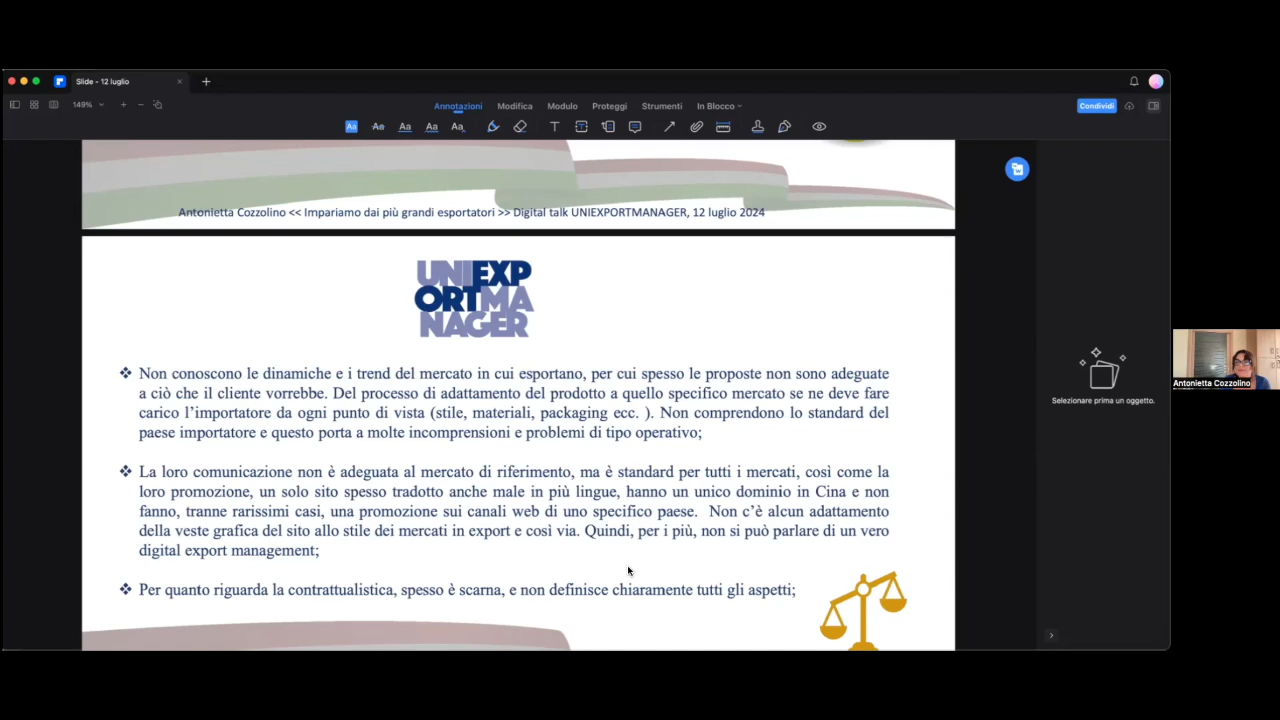 Slide - 12 luglio
149%
Annotazioni Modifica Modulo Proteggi Strumenti In Blocco
Condividi
Antonietta Cozzolino << Impariamo dai più grandi esportatori >> Digital talk UNIEXPORTMANAGER, 12 luglio 2024
UNIEXP
ORTMA
NAGER
❖ Non conoscono le dinamiche e i trend del mercato in cui esportano, per cui spesso le proposte non sono adeguate
a ciò che il cliente vorrebbe. Del processo di adattamento del prodotto a quello specifico mercato se ne deve fare
carico l'importatore da ogni punto di vista (stile, materiali, packaging ecc. ). Non comprendono lo standard del
paese importatore e questo porta a molte incomprensioni e problemi di tipo operativo;
❖ La loro comunicazione non è adeguata al mercato di riferimento, ma è standard per tutti i mercati, così come la
loro promozione, un solo sito spesso tradotto anche male in più lingue, hanno un unico dominio in Cina e non
fanno, tranne rarissimi casi, una promozione sui canali web di uno specifico paese. Non c'è alcun adattamento
della veste grafica del sito allo stile dei mercati in export e così via. Quindi, per i più, non si può parlare di un vero
digital export management;
❖ Per quanto riguarda la contrattualistica, spesso è scarna, e non definisce chiaramente tutti gli aspetti;
Selezionare prima un oggetto.
Antonietta Cozzolino